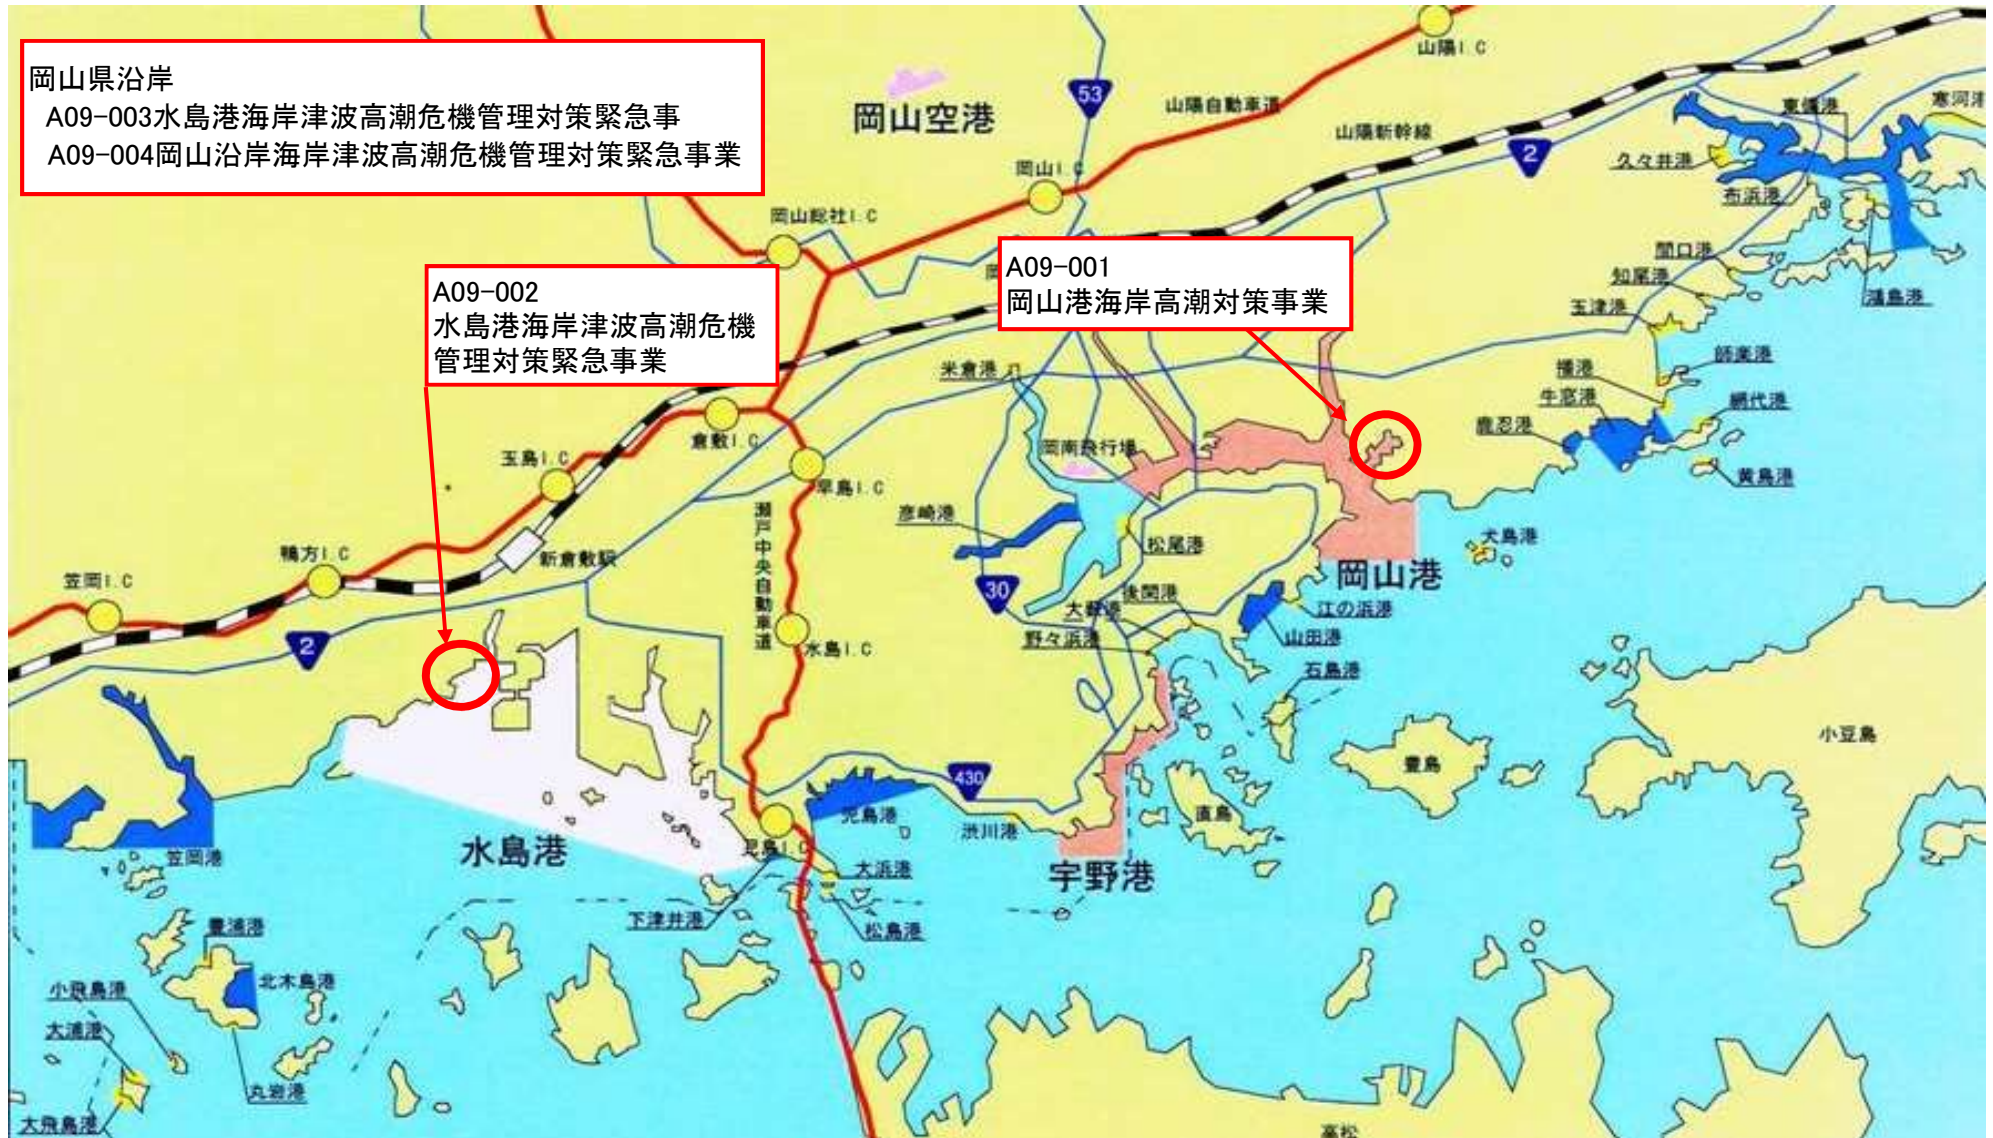 岡山県沿岸
A09-003水島港海岸津波高潮危機管理対策緊急事
A09-004岡山沿岸海岸津波高潮危機管理対策緊急事業
A09-002
水島港海岸津波高潮危機
管理対策緊急事業
A09-001
岡山港海岸高潮対策事業
岡山空港
53
山陽I.C
山陽自動車道
山陽新幹線
2
東備港
寒河港
久々井港
布浜港
岡山I.C
岡山総社I.C
間口港
知尾港
鴻島港
玉津港
師楽港
米倉港
牛窓港
網代港
鹿忍港
黄島港
倉敷I.C
岡南飛行場
玉島I.C
早島I.C
瀬戸中央自動車道
彦崎港
松尾港
犬島港
鴨方I.C
新倉敷駅
岡山港
笠岡I.C
30
後閑港
江の浜港
2
野々浜港
山田港
水島I.C
石島港
小豆島
豊島
430
児島港
渋川港
直島
水島港
笠岡港
児島I.C
大浜港
宇野港
下津井港
松島港
豊浦港
北木島港
小飛島港
大浦港
丸岩港
大飛島港
高松